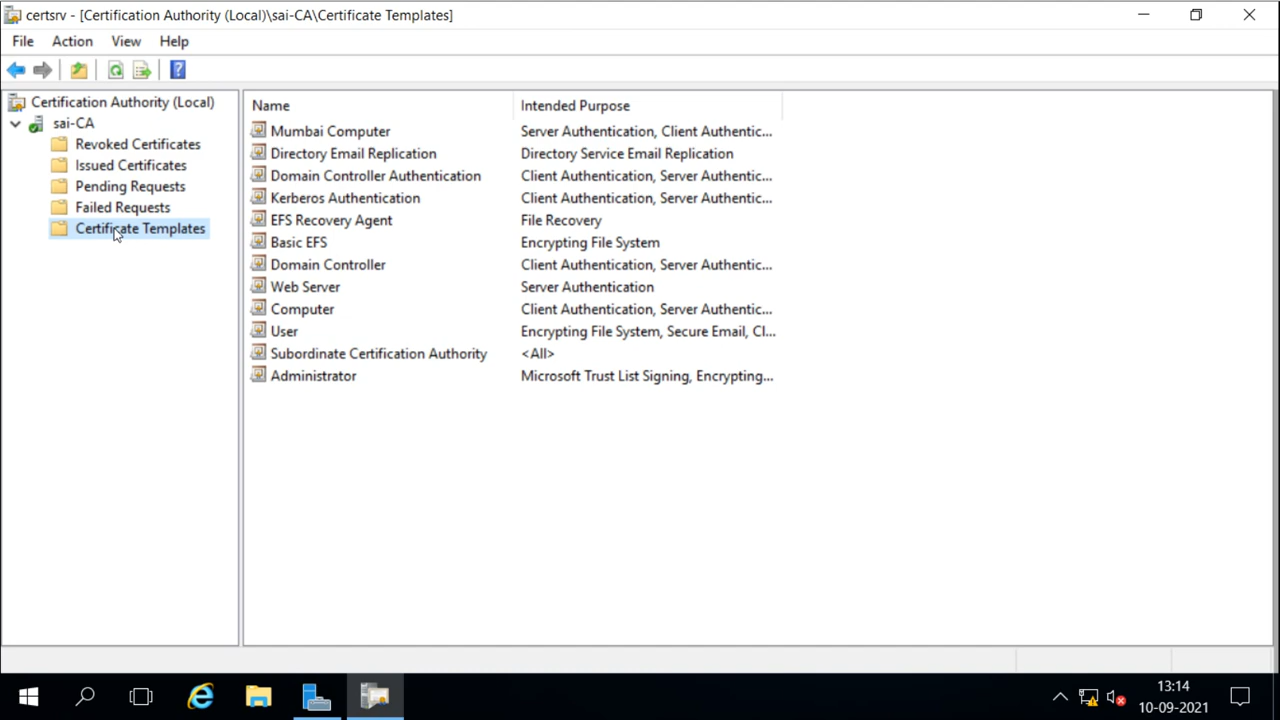 certsrv - [Certification Authority (Local)\sai-CA\Certificate Templates]
File Action View Help
Certification Authority (Local)
sai-CA
Revoked Certificates
Issued Certificates
Pending Requests
Failed Requests
Certificate Templates
Name Intended Purpose
Mumbai Computer Server Authentication, Client Authentic...
Directory Email Replication Directory Service Email Replication
Domain Controller Authentication Client Authentication, Server Authentic...
Kerberos Authentication Client Authentication, Server Authentic...
EFS Recovery Agent File Recovery
Basic EFS Encrypting File System
Domain Controller Client Authentication, Server Authentic...
Web Server Server Authentication
Computer Client Authentication, Server Authentic...
User Encrypting File System, Secure Email, Cl...
Subordinate Certification Authority <All>
Administrator Microsoft Trust List Signing, Encrypting...
13:14
10-09-2021